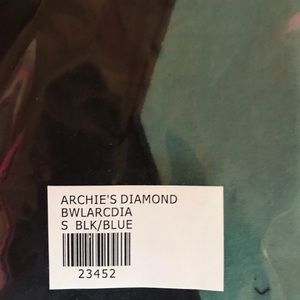 ARCHIE'S DIAMOND
BWLARCDIA
S BLK/BLUE
23452